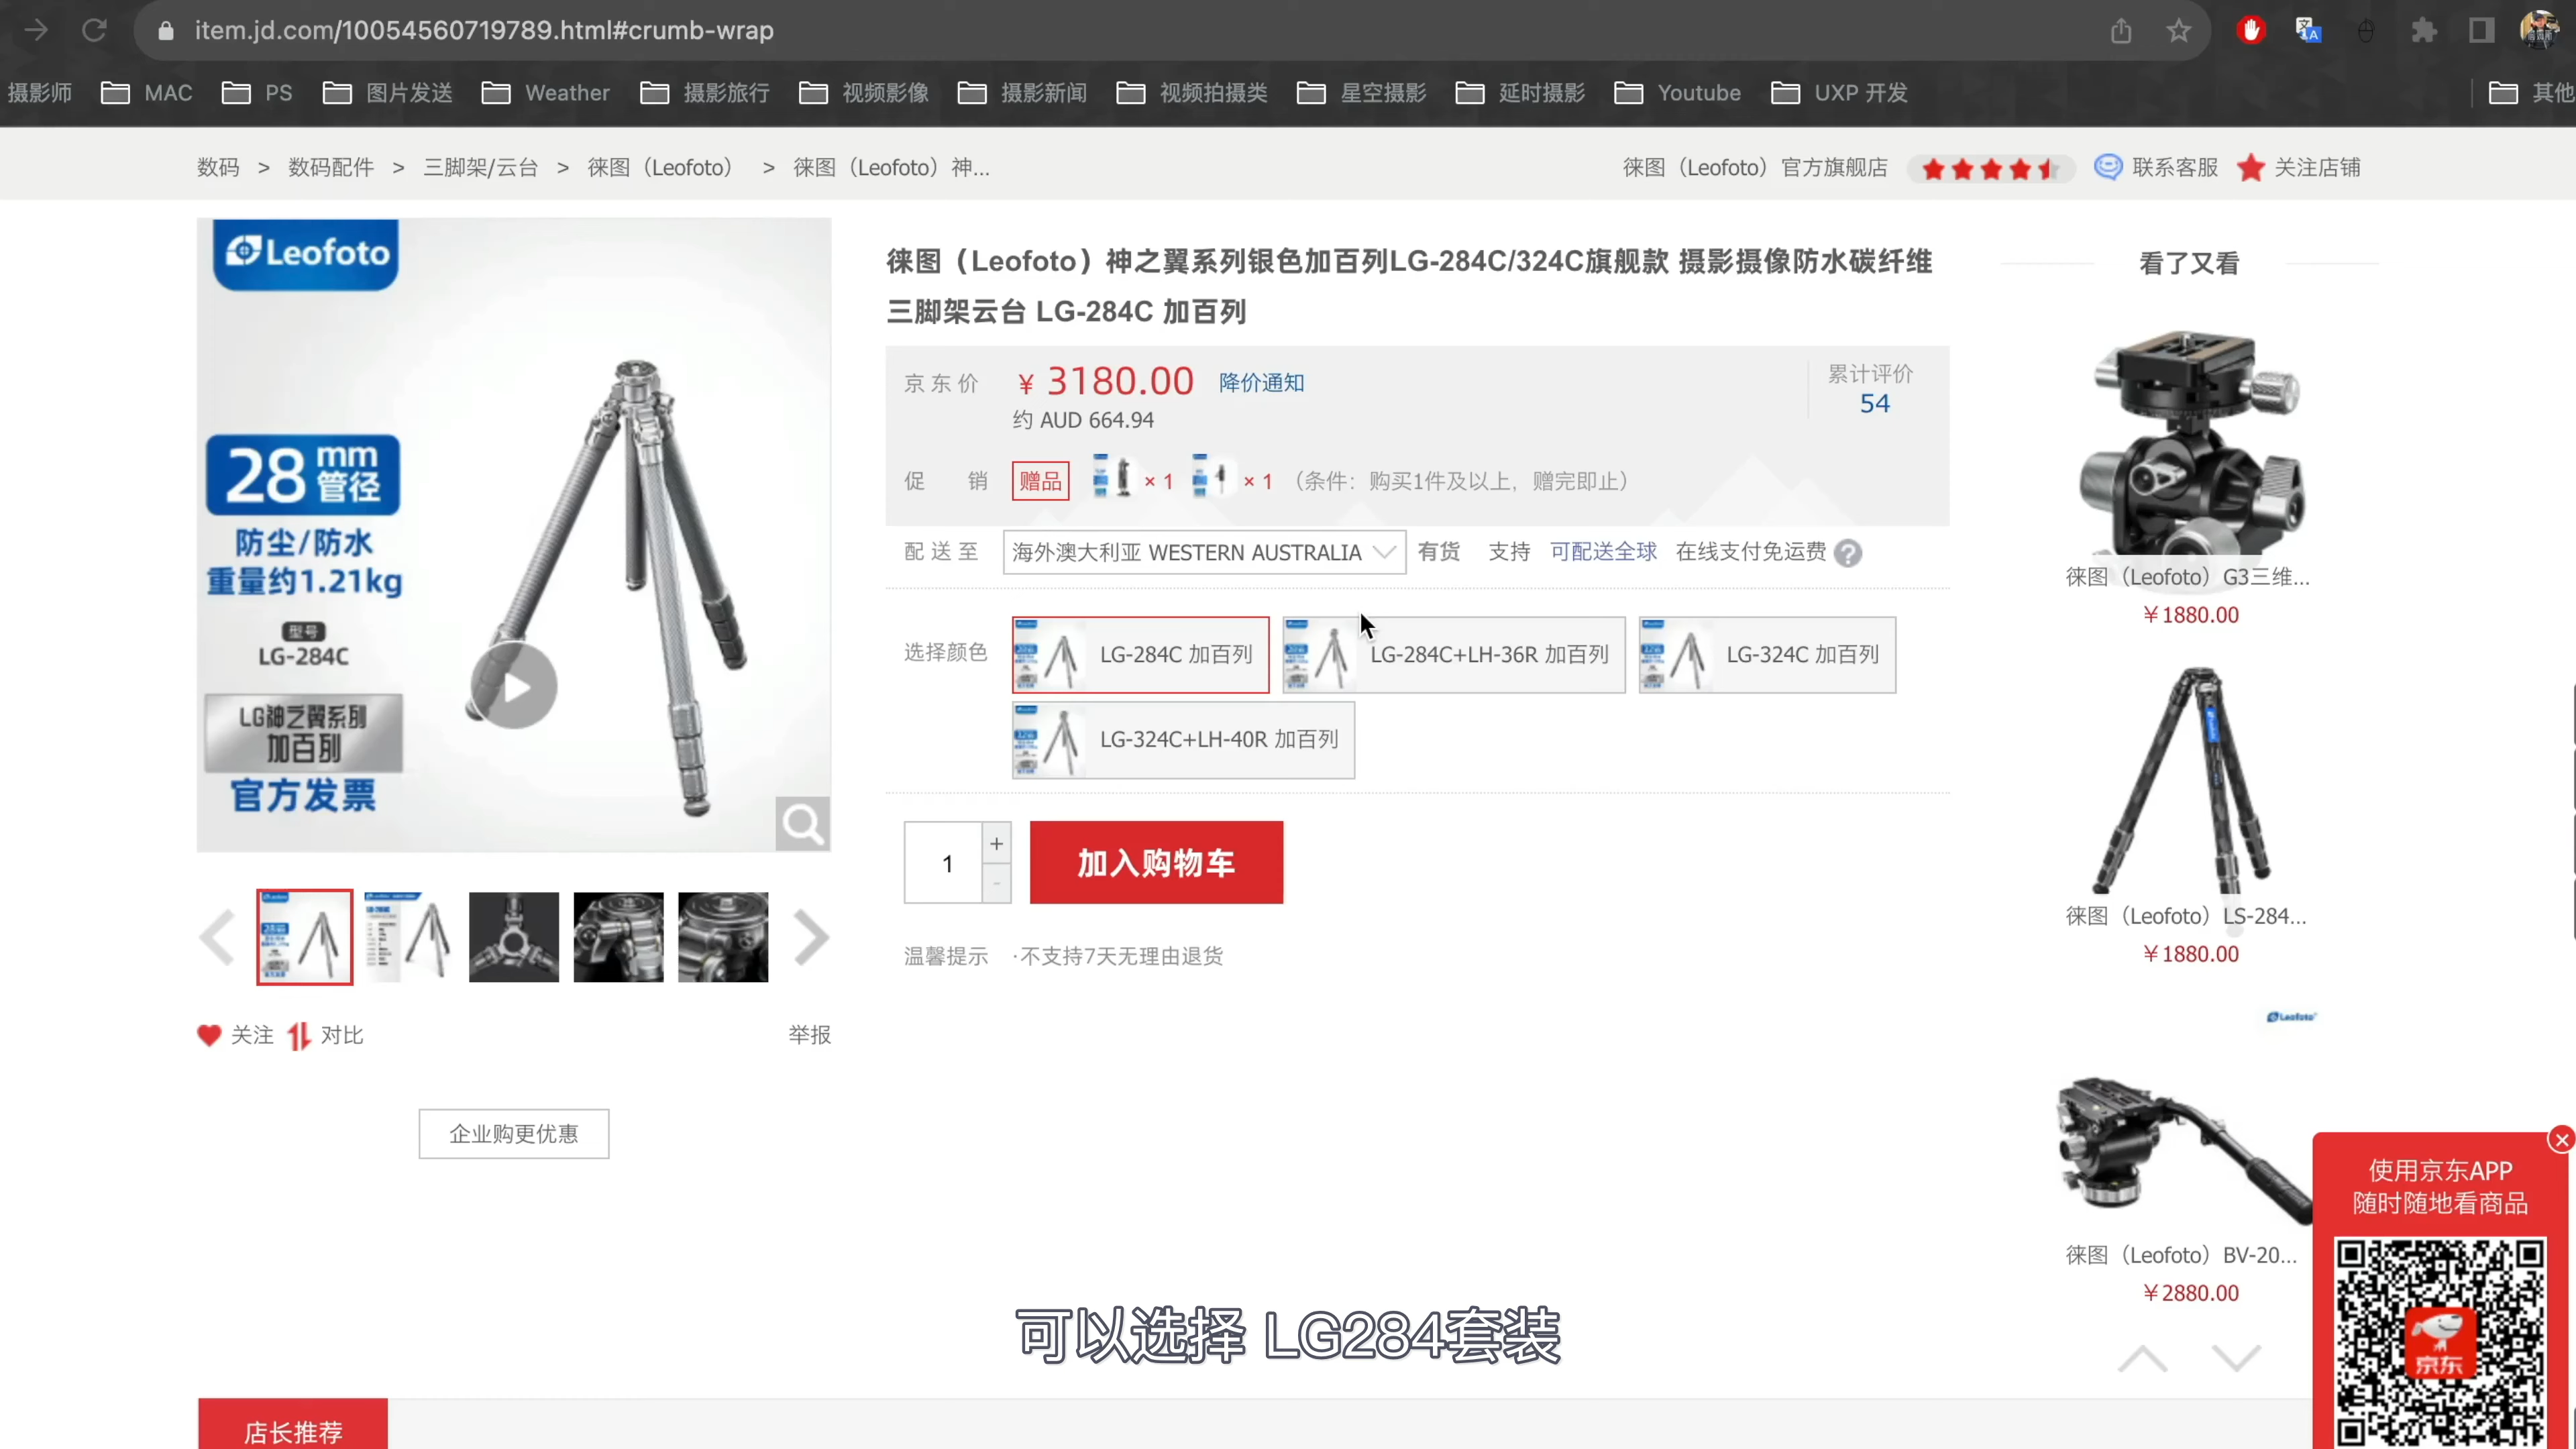 item.jd.com/10054560719789.html#crumb-wrap
摄影师 MAC PS 图片发送 Weather 摄影旅行 视频影像 摄影新闻 视频拍摄类 星空摄影 延时摄影 Youtube UXP 开发 其他
数码 > 数码配件 > 三脚架/云台 > 徕图（Leofoto） > 徕图（Leofoto）神...
徕图（Leofoto）官方旗舰店 联系客服 关注店铺
Leofoto
28 mm 管径
防尘/防水
重量约1.21kg
型号
LG-284C
LG神之翼系列
加百列
官方发票
关注 对比 举报
企业购更优惠
徕图（Leofoto）神之翼系列银色加百列LG-284C/324C旗舰款 摄影摄像防水碳纤维
三脚架云台 LG-284C 加百列
京东价 ￥ 3180.00 降价通知
约 AUD 664.94
累计评价
54
促销 赠品 × 1 × 1 （条件：购买1件及以上，赠完即止）
配送至 海外澳大利亚 WESTERN AUSTRALIA 有货 支持 可配送全球 在线支付免运费 ?
选择颜色 LG-284C 加百列 LG-284C+LH-36R 加百列 LG-324C 加百列
LG-324C+LH-40R 加百列
1 + - 加入购物车
温馨提示 ·不支持7天无理由退货
看了又看
徕图（Leofoto）G3三维...
￥1880.00
徕图（Leofoto）LS-284...
￥1880.00
Leofoto
徕图（Leofoto）BV-20...
￥2880.00
使用京东APP
随时随地看商品
京东
可以选择 LG284套装
店长推荐